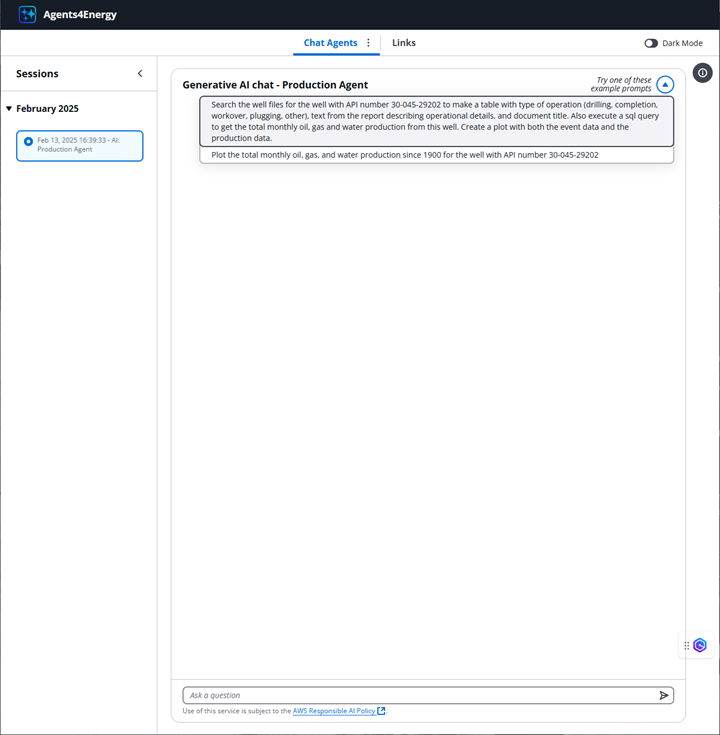 Agents4Energy
Chat Agents
Links
Dark Mode
Sessions
February 2025
Feb 13, 2025 16:39:33 - AI:
Production Agent
Generative AI chat - Production Agent
Try one of these
example prompts
Search the well files for the well with API number 30-045-29202 to make a table with type of operation (drilling, completion,
workover, plugging, other), text from the report describing operational details, and document title. Also execute a sql query
to get the total monthly oil, gas and water production from this well. Create a plot with both the event data and the
production data.
Plot the total monthly oil, gas, and water production since 1900 for the well with API number 30-045-29202
Ask a question
Use of this service is subject to the AWS Responsible AI Policy.